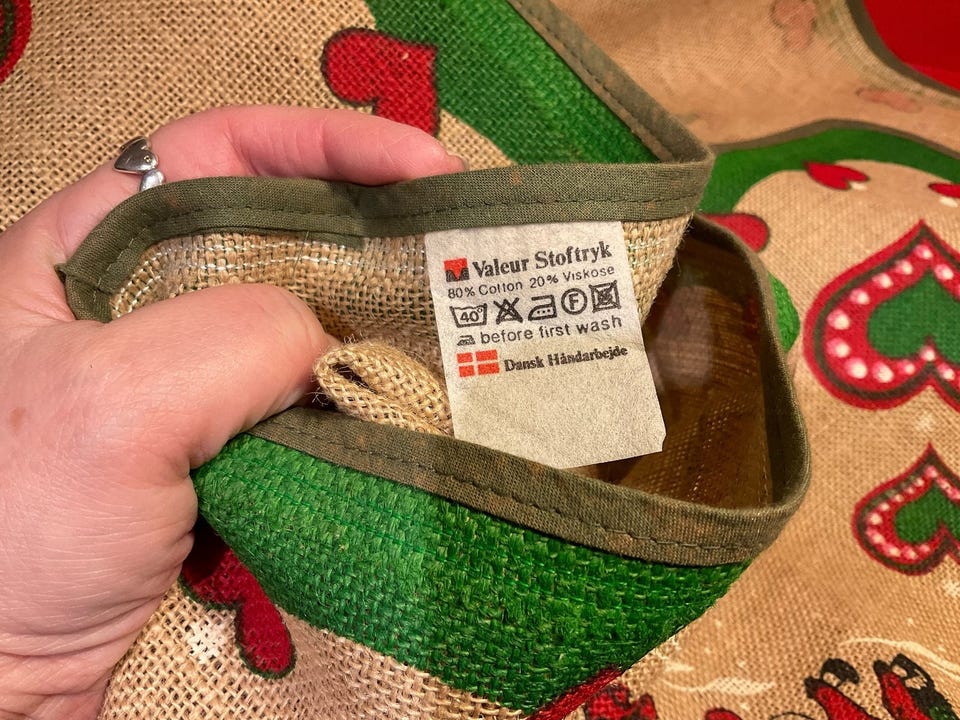 Valeur Stoftryk
80% Cotton 20% Viskose
40° F
before first wash
Dansk Håndarbejde